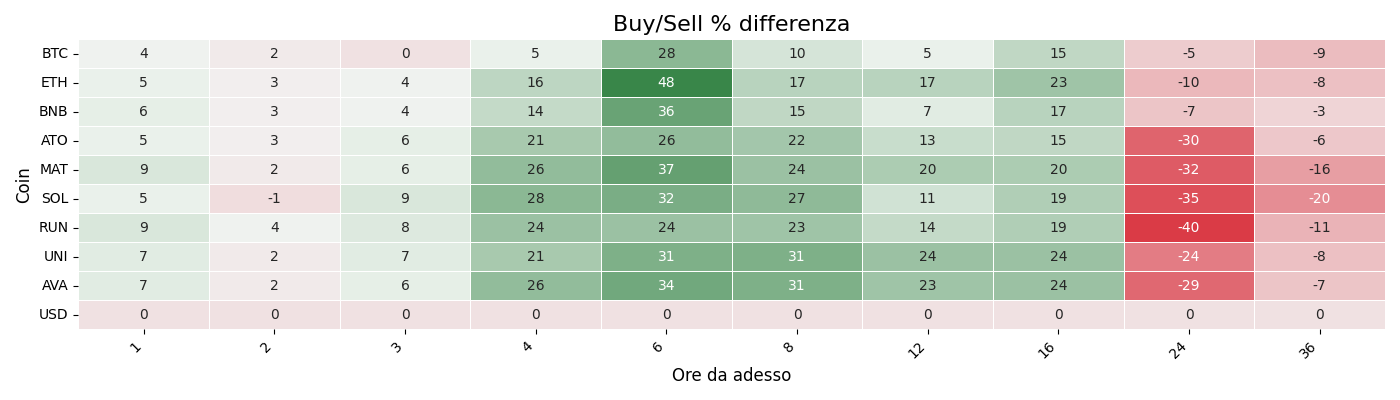 Buy/Sell % differenza
BTC 4 2 0 5 28 10 5 15 -5 -9
ETH 5 3 4 16 48 17 17 23 -10 -8
BNB 6 3 4 14 36 15 7 17 -7 -3
ATO 5 3 6 21 26 22 13 15 -30 -6
MAT 9 2 6 26 37 24 20 20 -32 -16
SOL 5 -1 9 28 32 27 11 19 -35 -20
RUN 9 4 8 24 24 23 14 19 -40 -11
UNI 7 2 7 21 31 31 24 24 -24 -8
AVA 7 2 6 26 34 31 23 24 -29 -7
USD 0 0 0 0 0 0 0 0 0 0
Coin
1 2 3 4 6 8 12 16 24 36
Ore da adesso